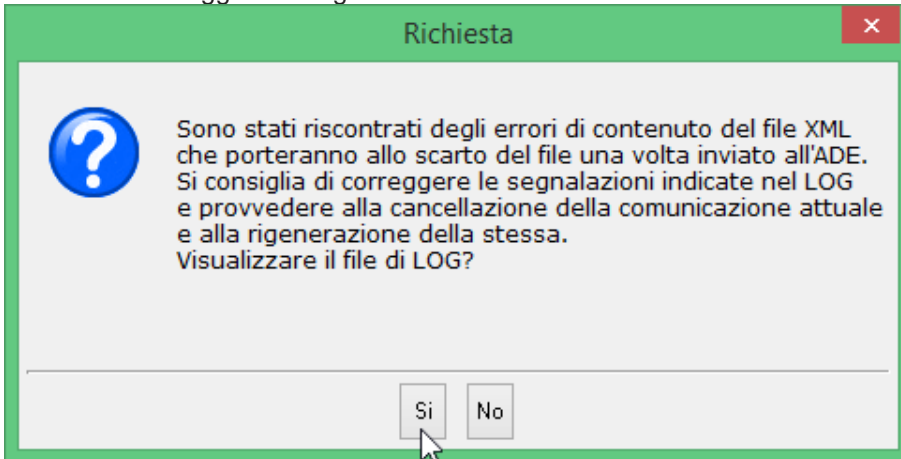 Richiesta
Sono stati riscontrati degli errori di contenuto del file XML
che porteranno allo scarto del file una volta inviato all'ADE.
Si consiglia di correggere le segnalazioni indicate nel LOG
e provvedere alla cancellazione della comunicazione attuale
e alla rigenerazione della stessa.
Visualizzare il file di LOG?
Si No